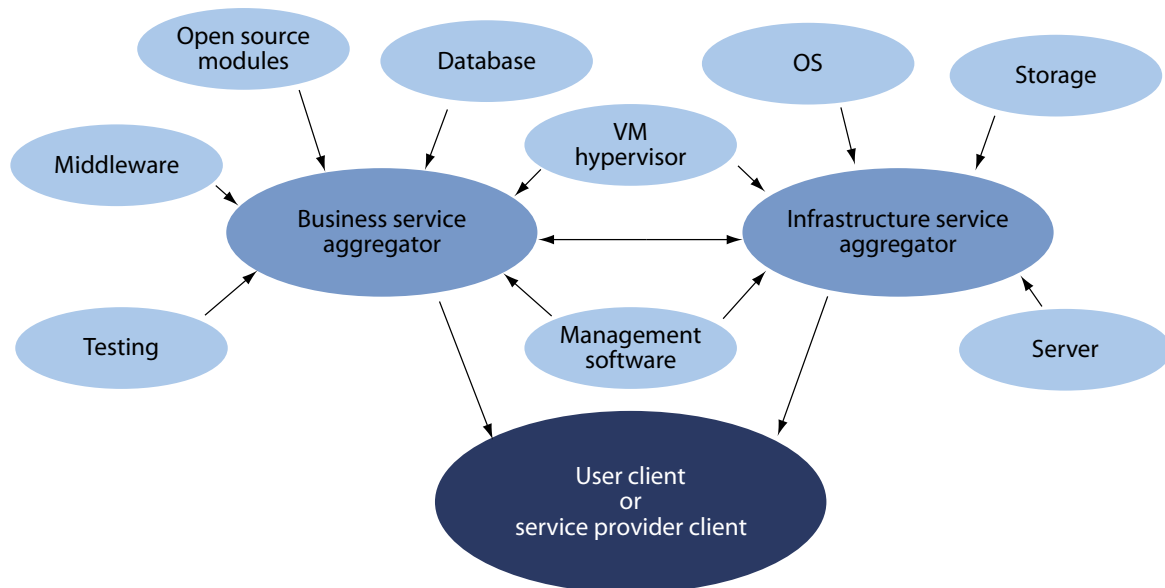 Open source
modules
Database
OS
Storage
VM
hypervisor
Middleware
Business service
aggregator
Infrastructure service
aggregator
Testing
Management
software
Server
User client
or
service provider client